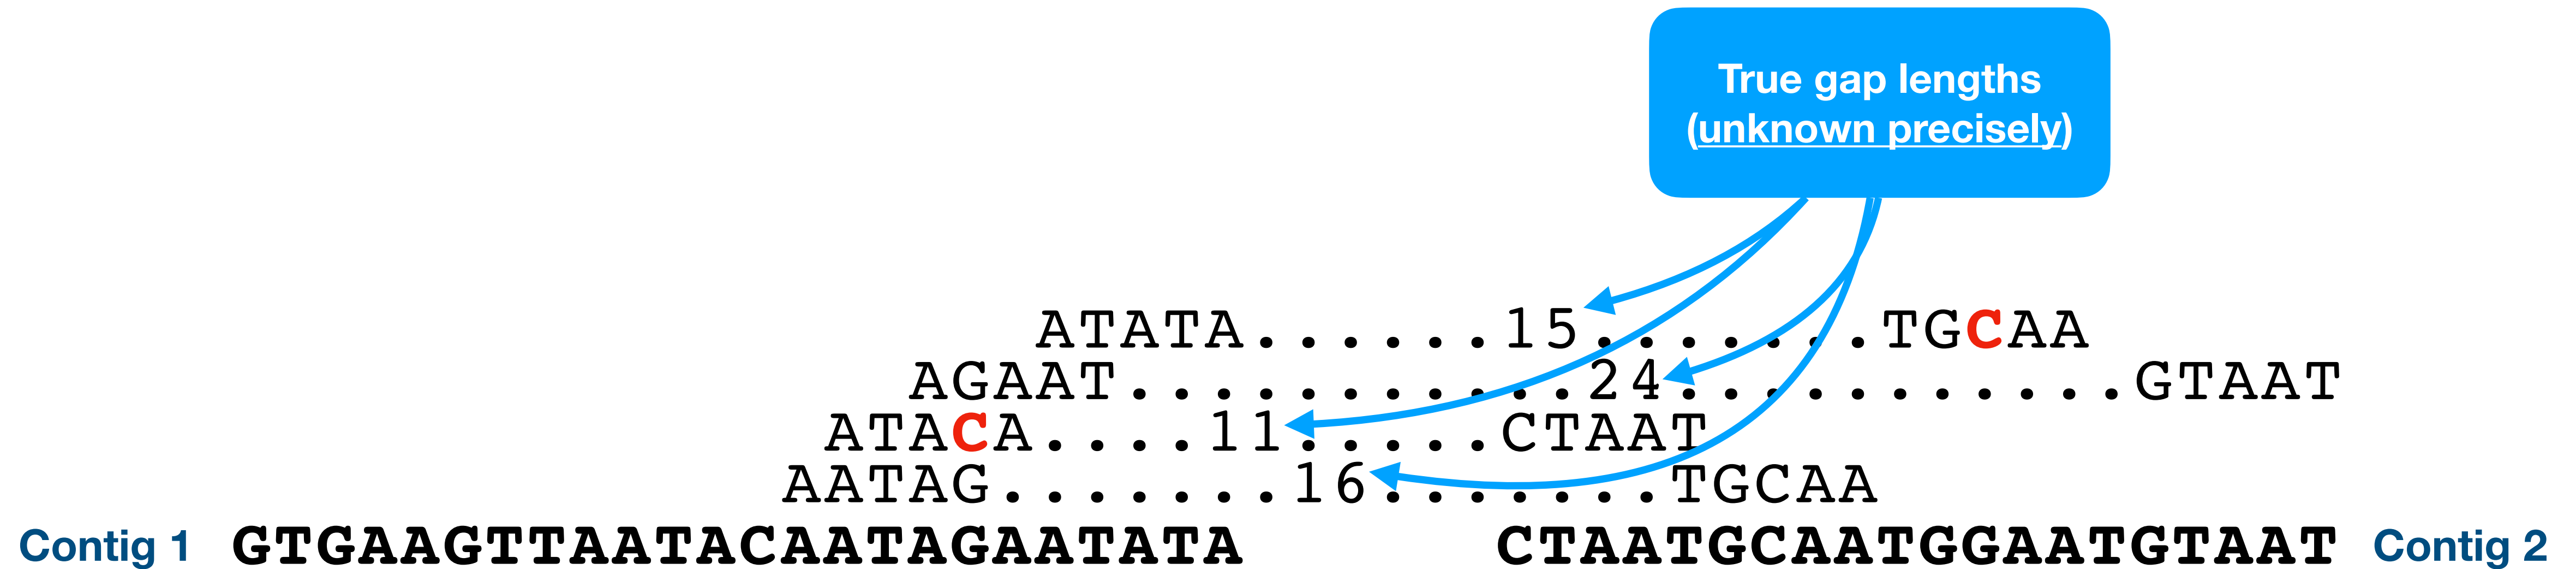 True gap lengths
(unknown precisely)
ATATA......15.......TGCAA
AGAAT...........24...........GTAAT
ATACA....11.....CTAAT
AATAG.......16.......TGCAA
Contig 1 GTGAAGTTAATACAATAGAATATA CTAATGCAATGGAATGTAAT Contig 2